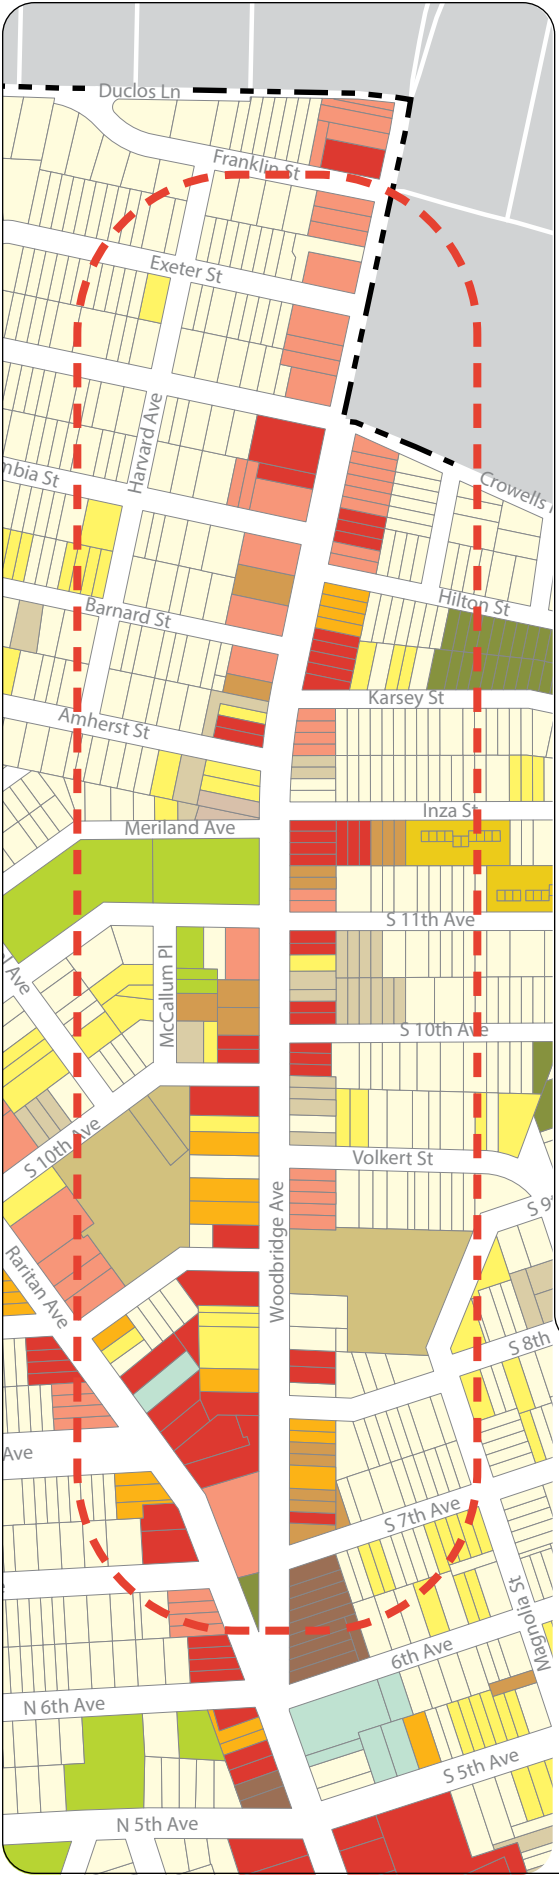 Duclos Ln
Franklin St
Exeter St
Harvard Ave
mbia St
Crowells
Hilton St
Barnard St
Karsey St
Amherst St
Inza St
Meriland Ave
S 11th Ave
McCallum Pl
S 10th Ave
S 10th Ave
Volkert St
Woodbridge Ave
S 9
Raritan Ave
S 8th
Ave
S 7th Ave
Magnolia St
6th Ave
N 6th Ave
S 5th Ave
N 5th Ave